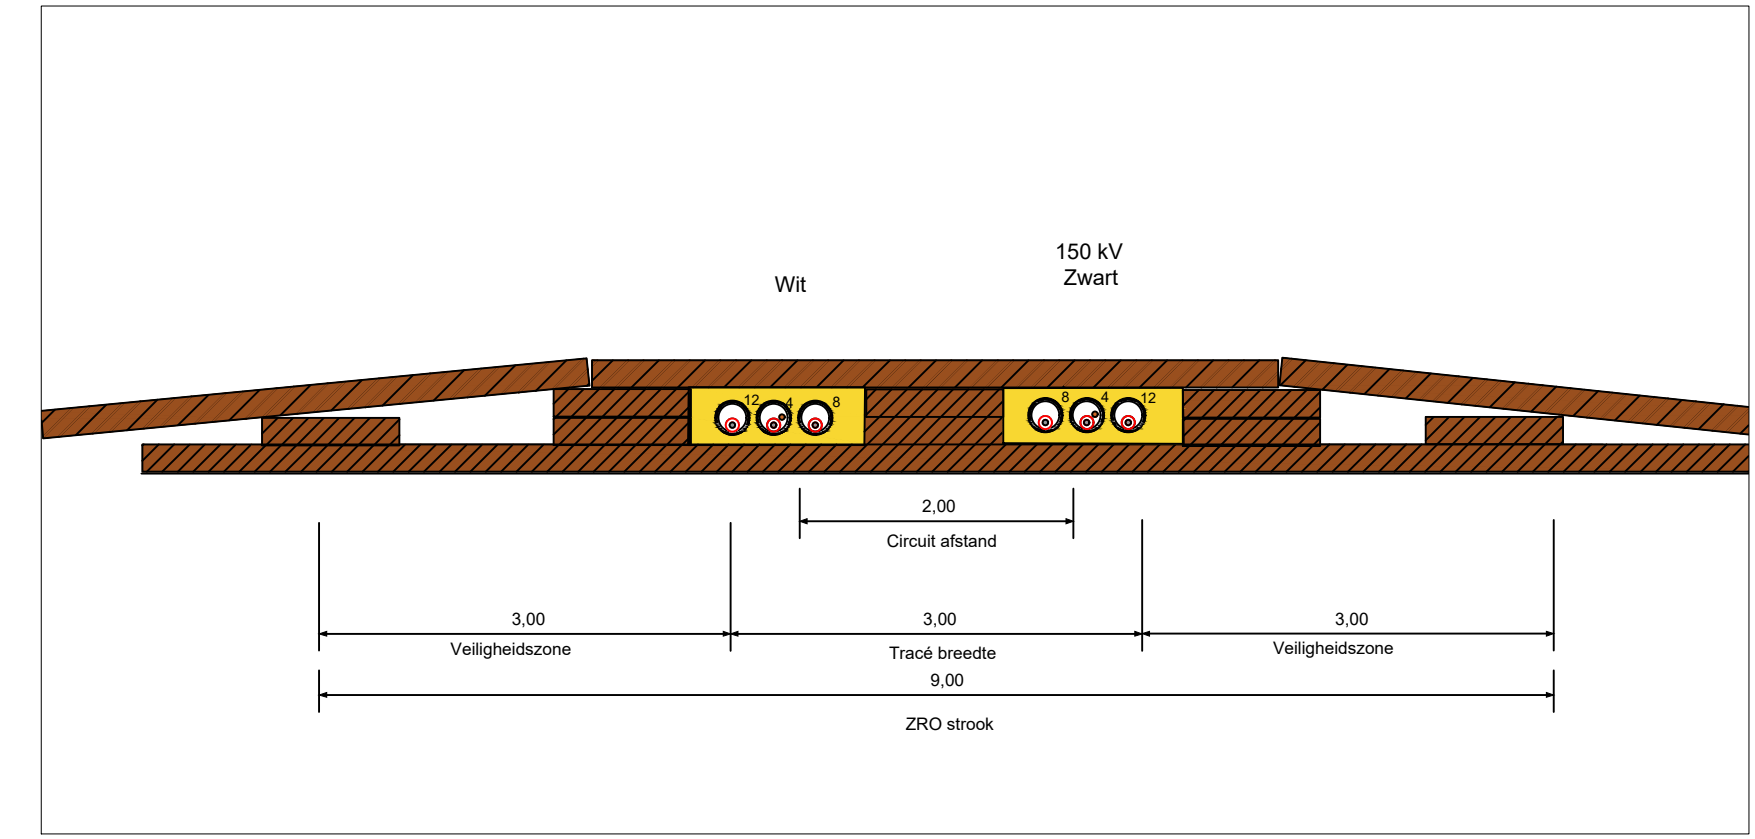 150 kV
Zwart
Wit
12 4 8
8 4 12
2,00
Circuit afstand
3,00 3,00 3,00
Veiligheidszone Tracé breedte Veiligheidszone
9,00
ZRO strook